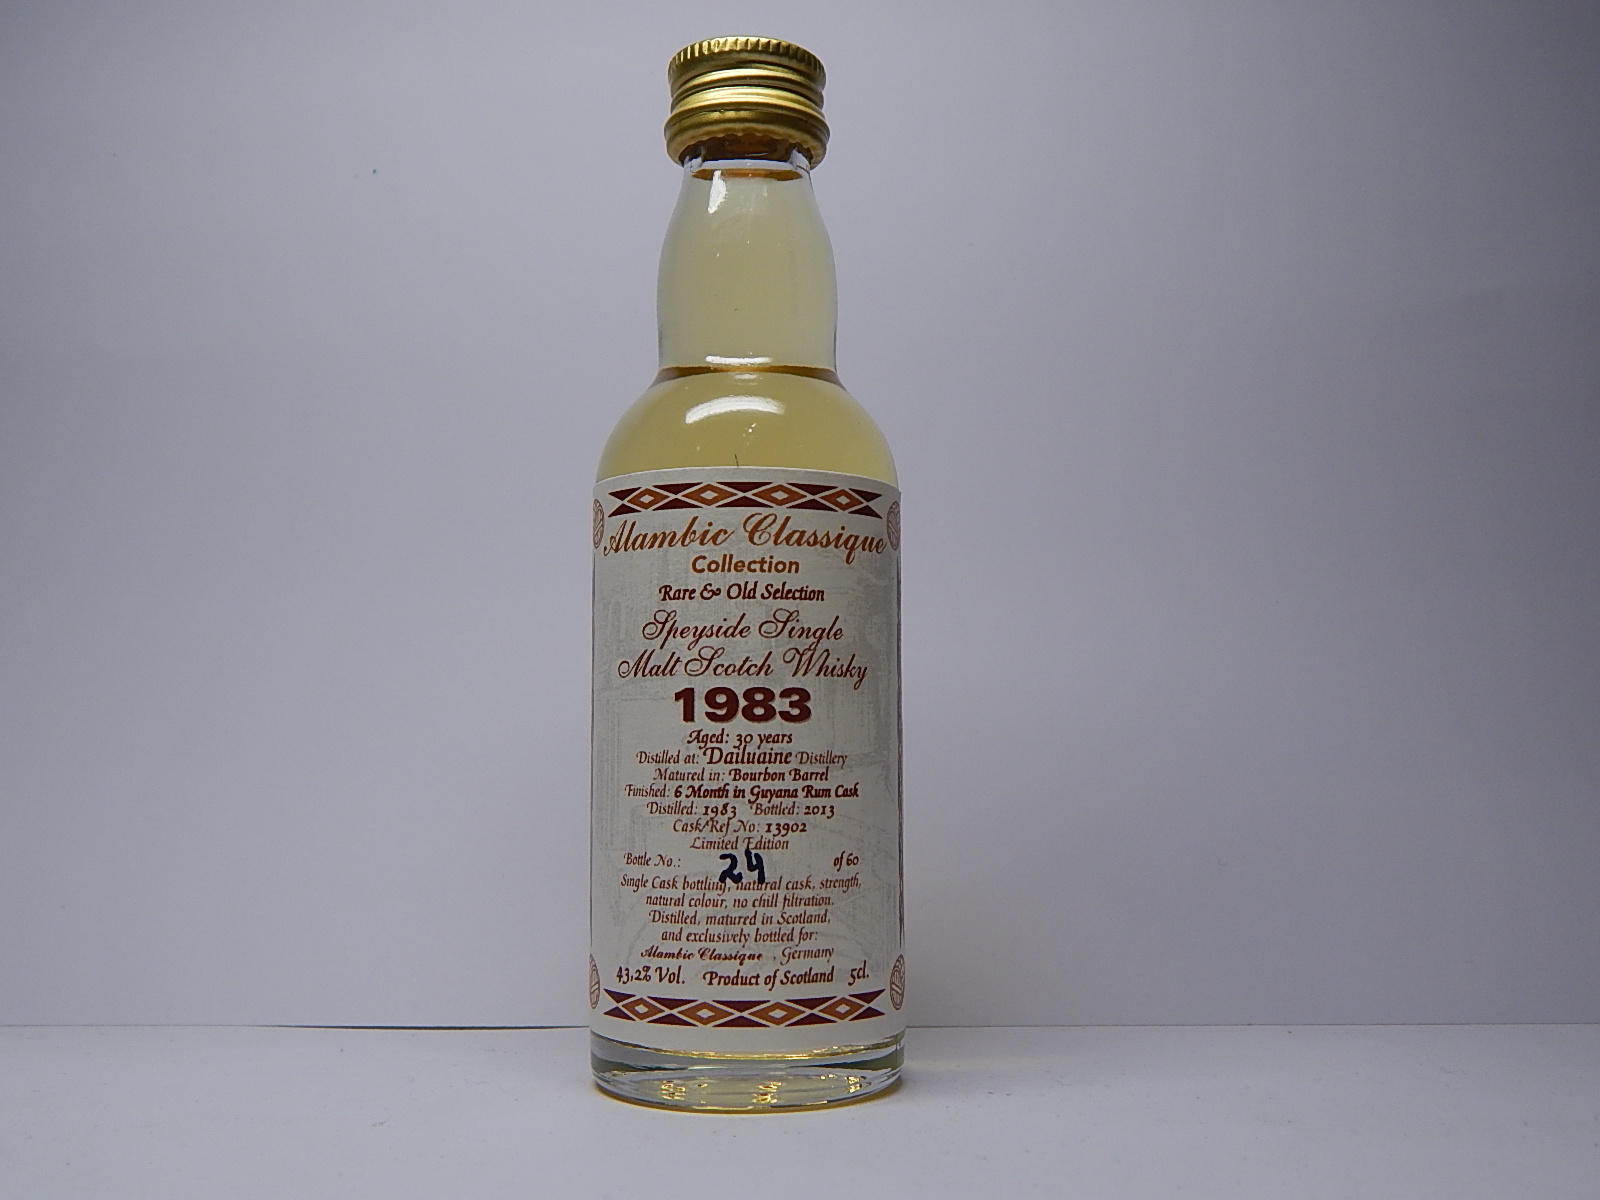 Alambic Classique
Collection
Rare & Old Selection
Speyside Single
Malt Scotch Whisky
1983
Aged: 30 years
Distilled at: Dailuaine Distillery
Matured in: Bourbon Barrel
Finished: 6 Month in Guyana Rum Cask
Distilled: 1983 Bottled: 2013
Cask/Ref No: 13902
Limited Edition
Bottle No.: 24 of 60
Single Cask bottling, natural cask, strength,
natural colour, no chill filtration.
Distilled, matured in Scotland,
and exclusively bottled for:
Alambic Classique , Germany
43,2% Vol. Product of Scotland 5cl.